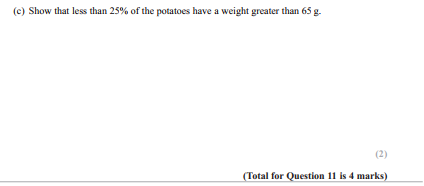 (c) Show that less than 25% of the potatoes have a weight greater than 65 g.
(2)
(Total for Question 11 is 4 marks)